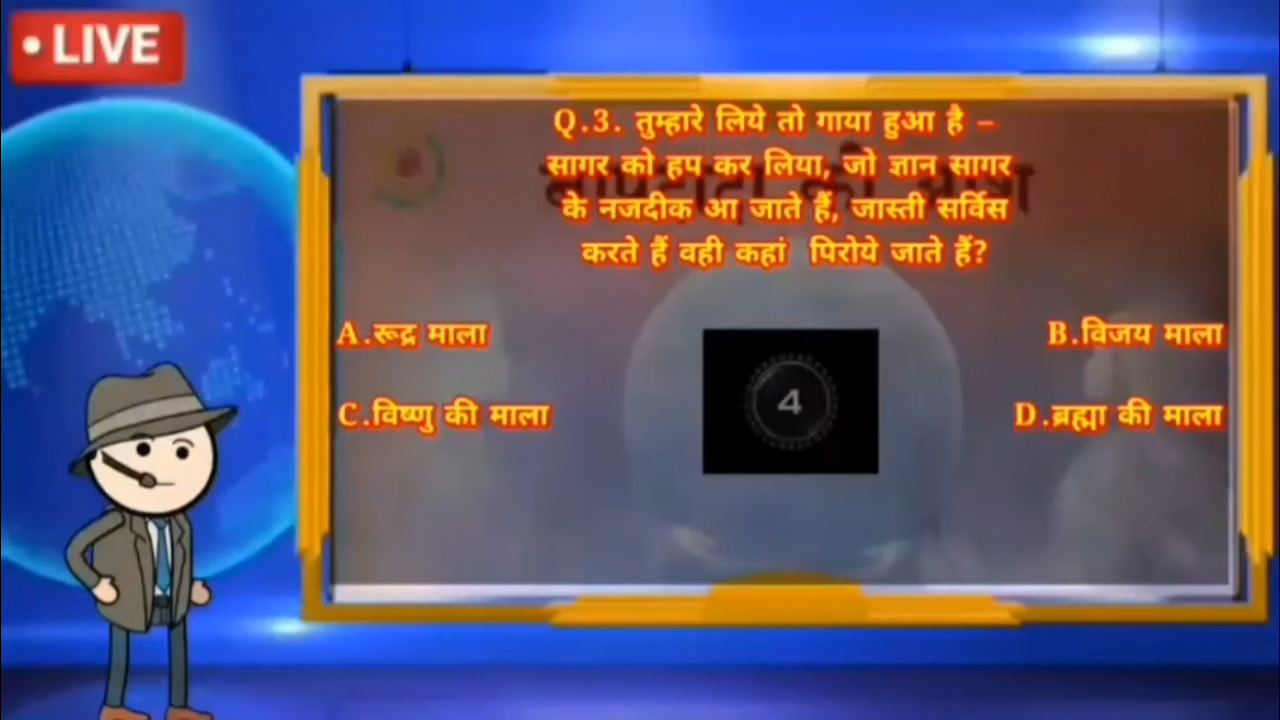 • LIVE
Q.3. तुम्हारे लिये तो गाया हुआ है –
सागर को हप कर लिया, जो ज्ञान सागर
के नजदीक आ जाते हैं, जास्ती सर्विस
करते हैं वही कहां पिरोये जाते हैं?
A.रूद्र माला
B.विजय माला
4
C.विष्णु की माला
D.ब्रह्मा की माला